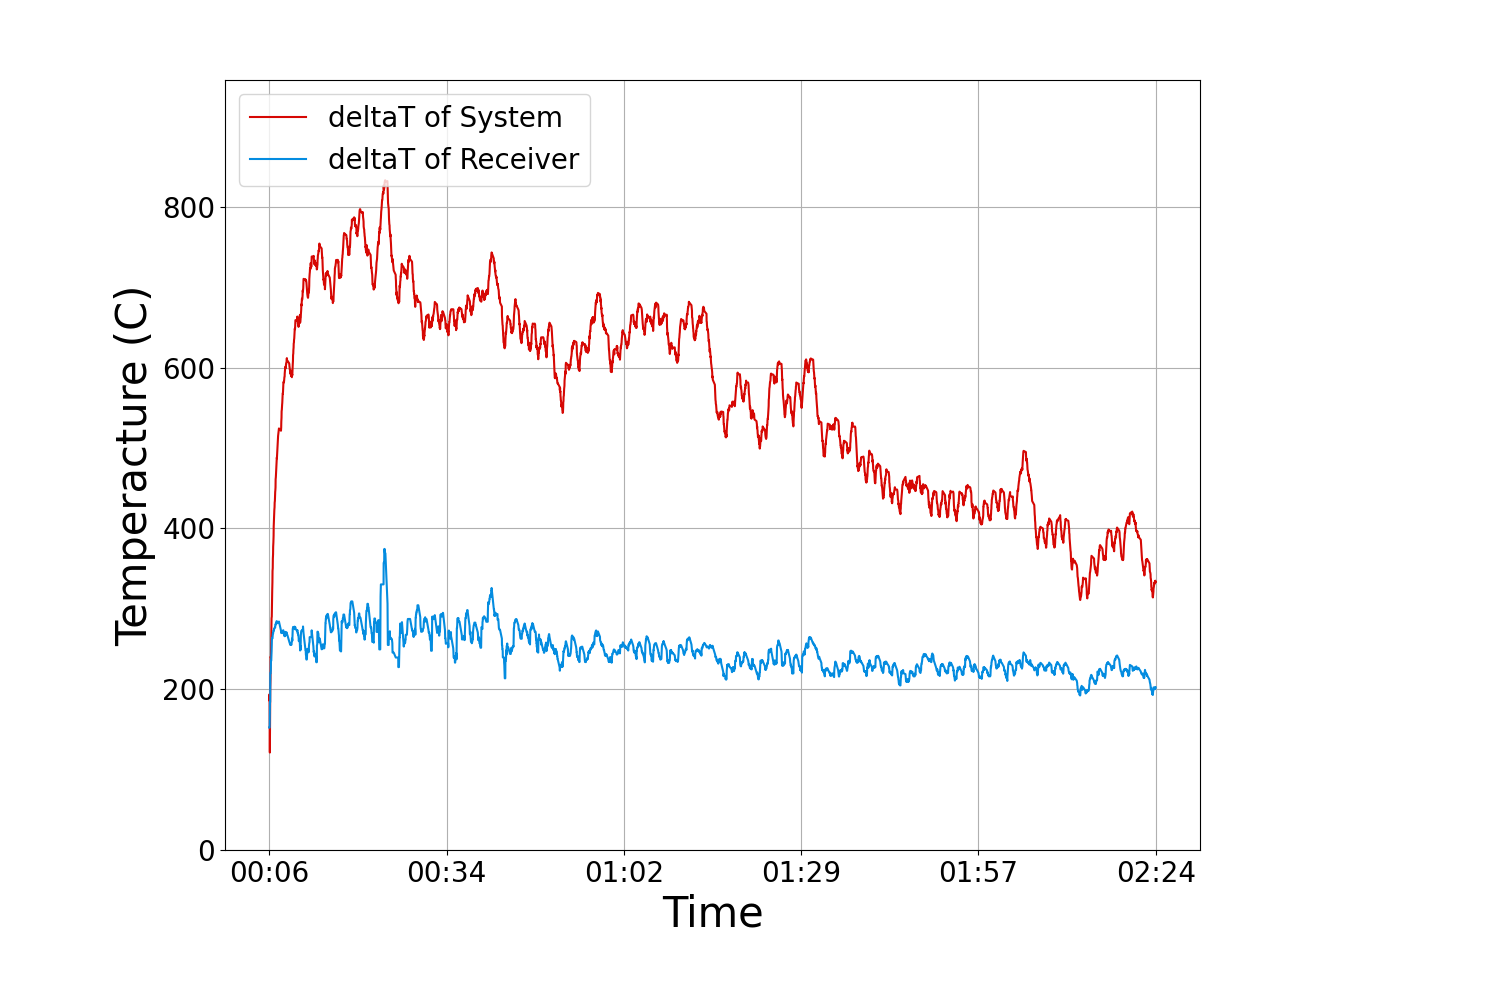 deltaT of System
deltaT of Receiver
Temperacture (C)
800
600
400
200
0
00:06 00:34 01:02 01:29 01:57 02:24
Time